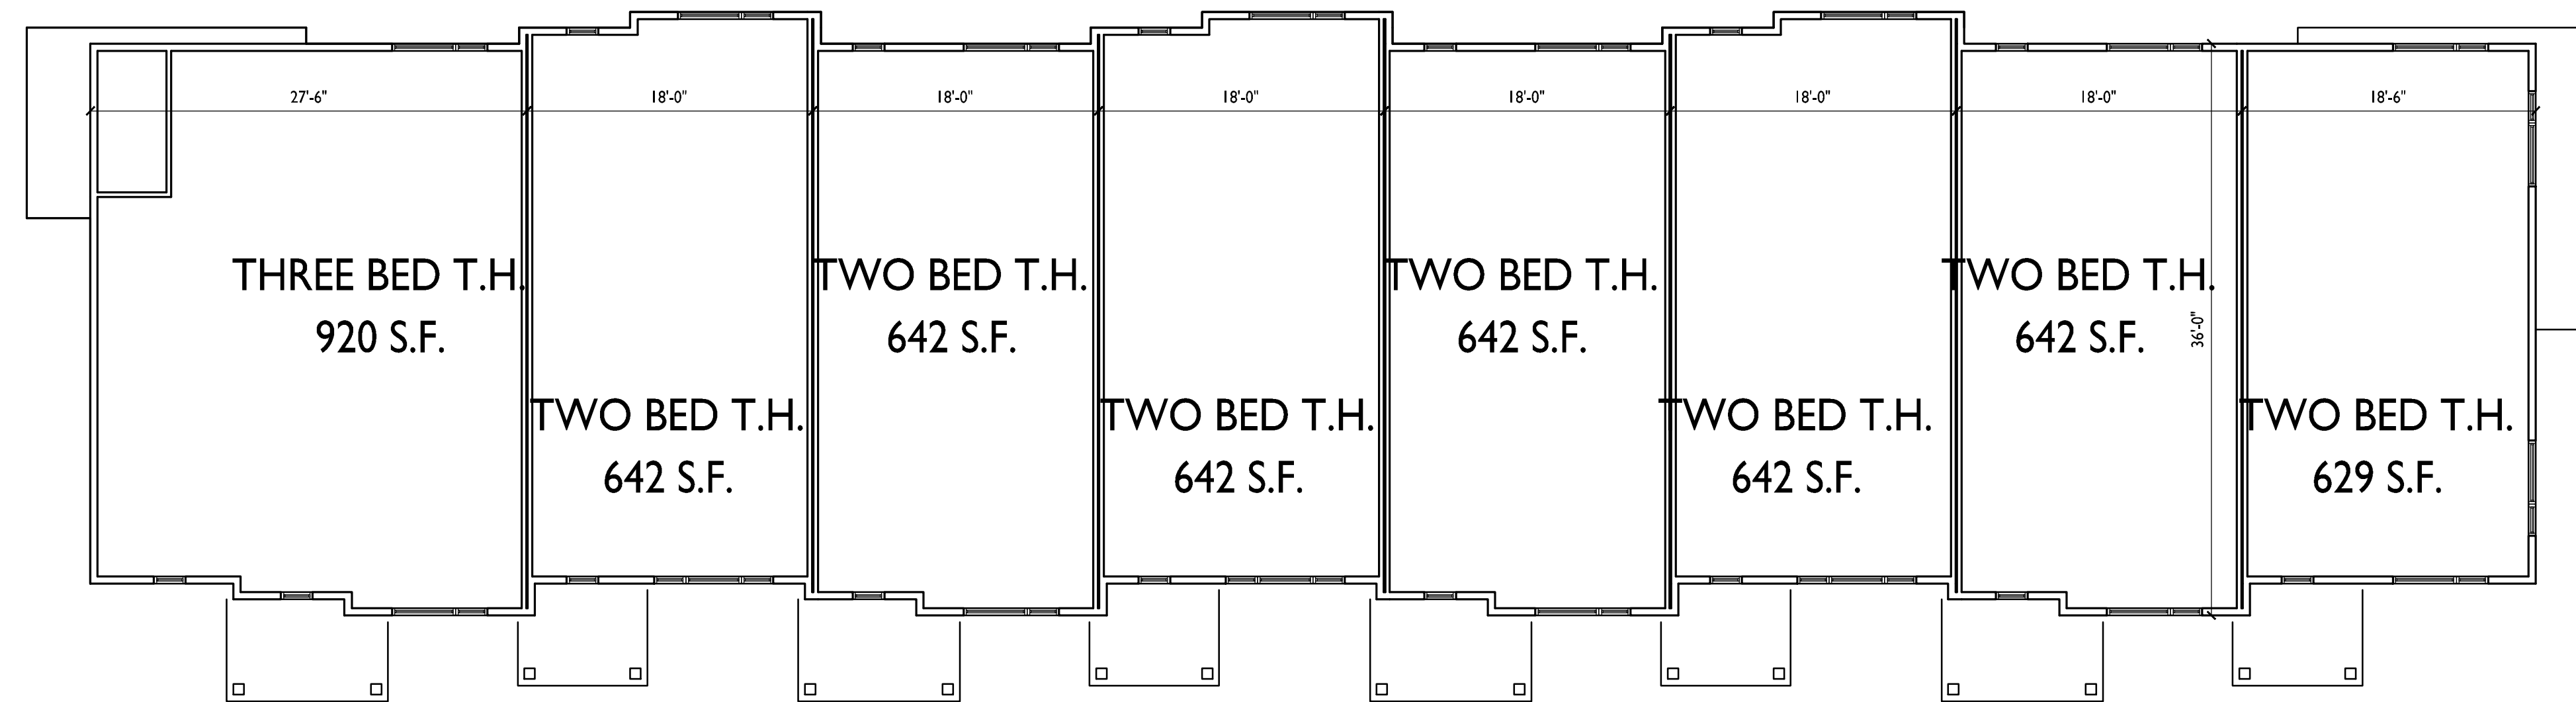 27'-6"
18'-0"
18'-0"
18'-0"
18'-0"
18'-0"
18'-0"
18'-6"
THREE BED T.H.
920 S.F.
TWO BED T.H.
642 S.F.
TWO BED T.H.
642 S.F.
TWO BED T.H.
642 S.F.
36'-0"
TWO BED T.H.
642 S.F.
TWO BED T.H.
642 S.F.
TWO BED T.H.
642 S.F.
TWO BED T.H.
629 S.F.